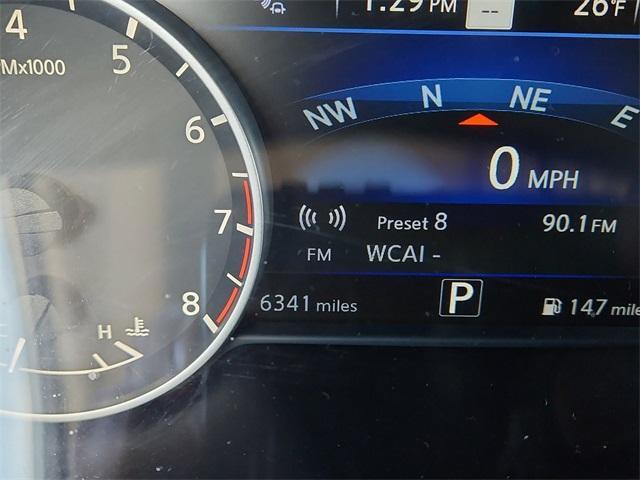 1:29 PM -- 26°F
4
5
Mx1000
6
7
8
H
NW N NE E
0 MPH
Preset 8 90.1 FM
FM WCAI -
6341 miles P 147 mile